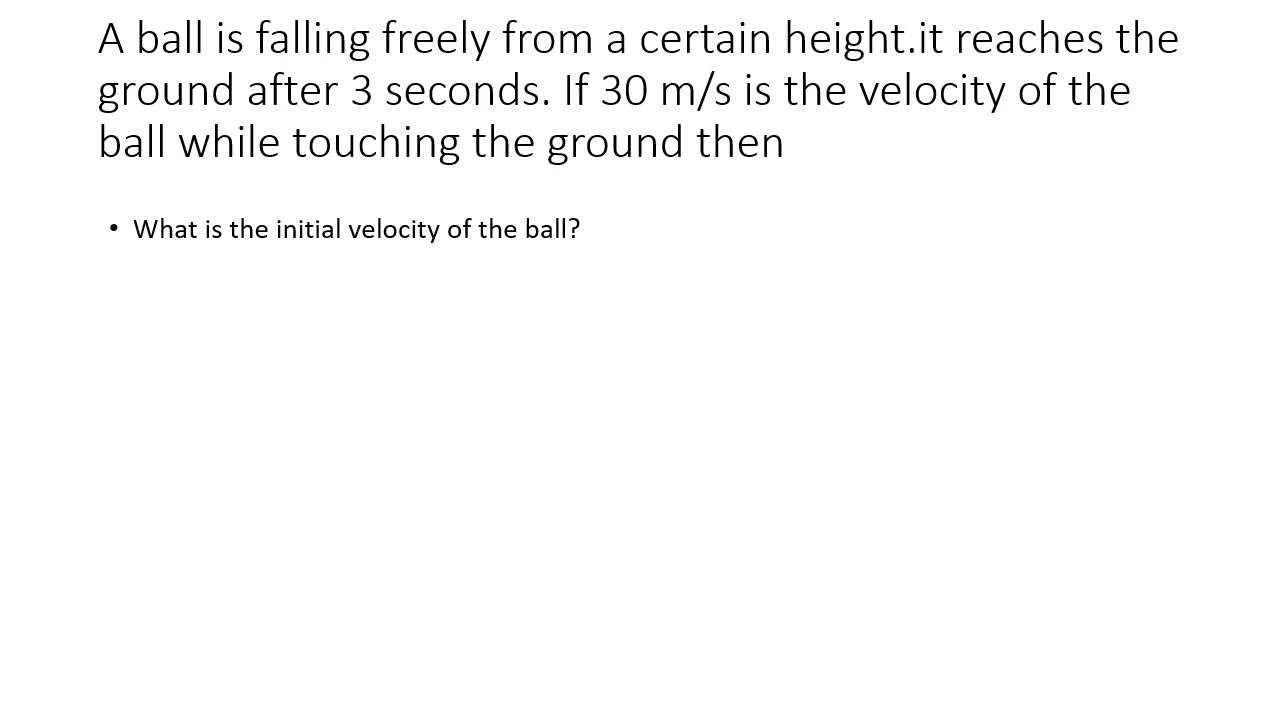 A ball is falling freely from a certain height.it reaches the
ground after 3 seconds. If 30 m/s is the velocity of the
ball while touching the ground then
• What is the initial velocity of the ball?